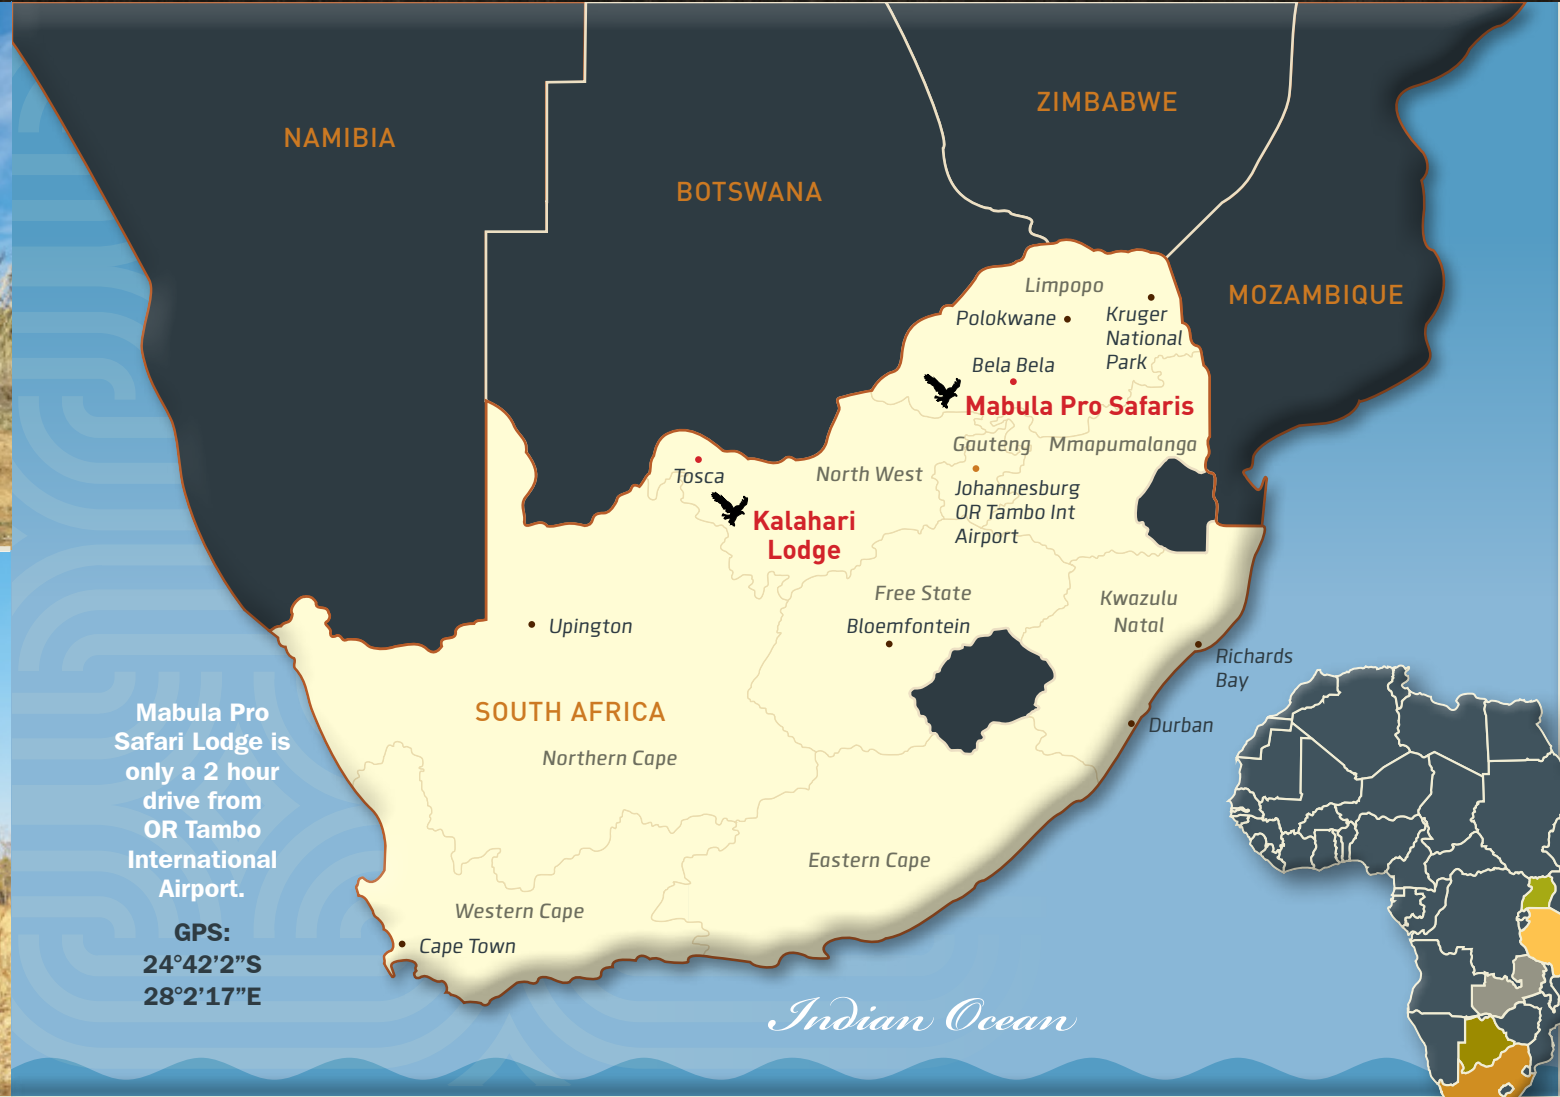 ZIMBABWE
NAMIBIA
BOTSWANA
MOZAMBIQUE
Limpopo
Polokwane
Kruger
National
Park
Bela Bela
Mabula Pro Safaris
Gauteng
Mmapumalanga
Tosca
North West
Johannesburg
OR Tambo Int
Airport
Kalahari
Lodge
Free State
Kwazulu
Natal
Upington
Bloemfontein
Richards
Bay
SOUTH AFRICA
Durban
Northern Cape
Mabula Pro
Safari Lodge is
only a 2 hour
drive from
OR Tambo
International
Airport.
GPS:
24°42’2”S
28°2’17”E
Eastern Cape
Western Cape
Cape Town
Indian Ocean